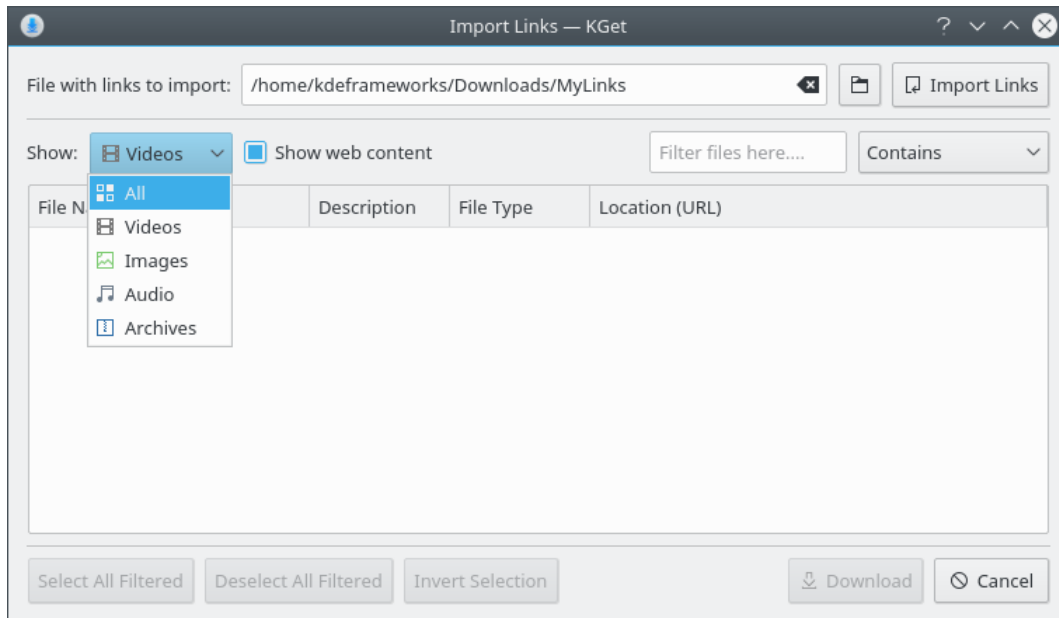 Import Links — KGet
File with links to import: /home/kdeframeworks/Downloads/MyLinks Import Links
Show: Videos Show web content Filter files here.... Contains
File N Description File Type Location (URL)
All
Videos
Images
Audio
Archives
Select All Filtered Deselect All Filtered Invert Selection Download Cancel